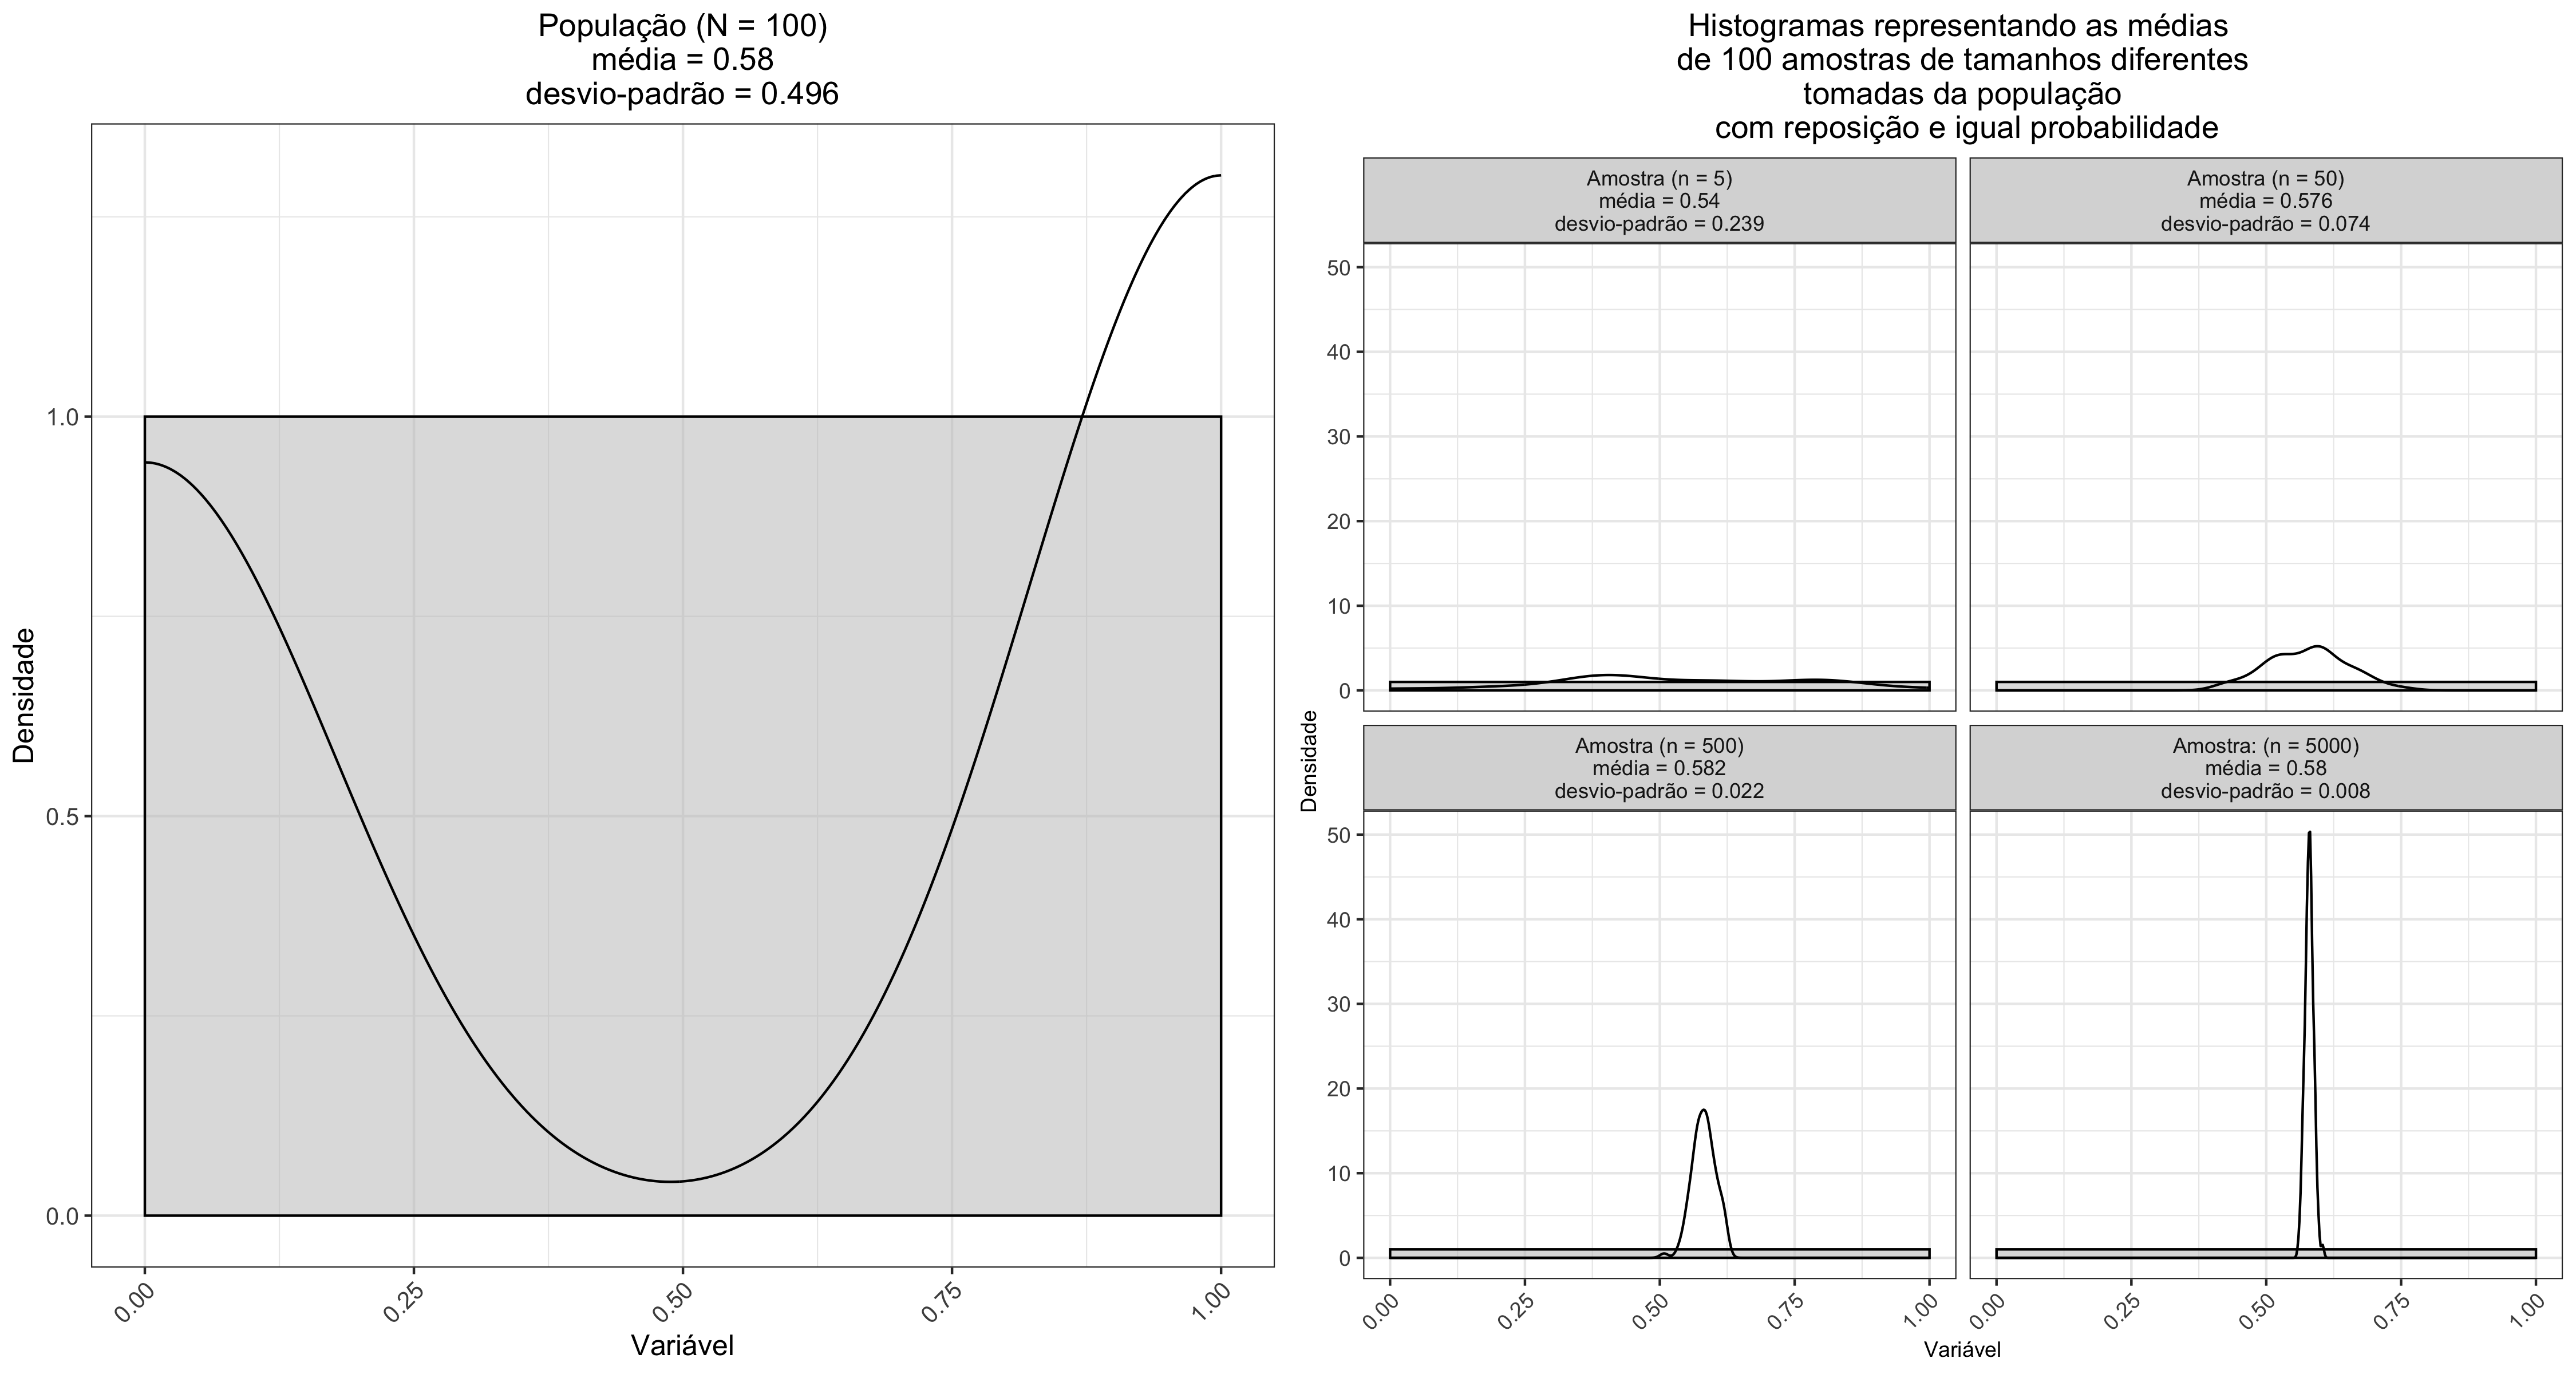 População (N = 100)
média = 0.58
desvio-padrão = 0.496
Densidade
1.0
0.5
0.0
0.00
0.25
0.50
0.75
1.00
Variável
Histogramas representando as médias
de 100 amostras de tamanhos diferentes
tomadas da população
com reposição e igual probabilidade
Densidade
Amostra (n = 5)
média = 0.54
desvio-padrão = 0.239
Amostra (n = 50)
média = 0.576
desvio-padrão = 0.074
50
40
30
20
10
0
Amostra (n = 500)
média = 0.582
desvio-padrão = 0.022
Amostra: (n = 5000)
média = 0.58
desvio-padrão = 0.008
50
40
30
20
10
0
0.00
0.25
0.50
0.75
1.00
0.00
0.25
0.50
0.75
1.00
Variável